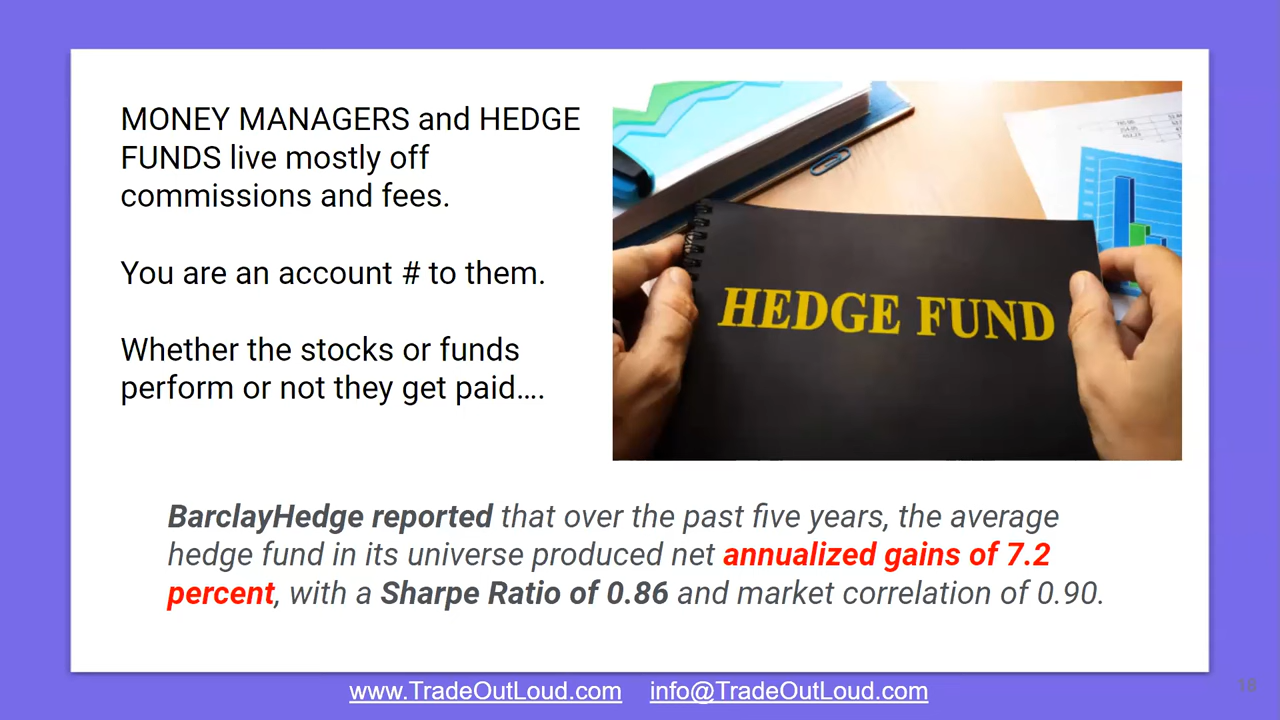 MONEY MANAGERS and HEDGE
FUNDS live mostly off
commissions and fees.
You are an account # to them.
Whether the stocks or funds
perform or not they get paid....
HEDGE FUND
BarclayHedge reported that over the past five years, the average
hedge fund in its universe produced net annualized gains of 7.2
percent, with a Sharpe Ratio of 0.86 and market correlation of 0.90.
www.TradeOutLoud.com info@TradeOutLoud.com